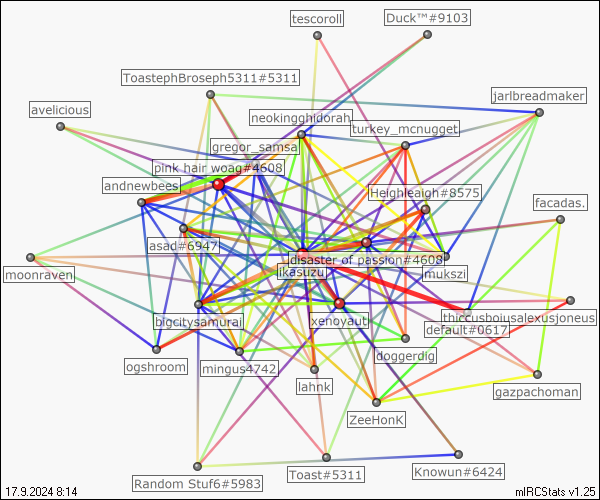 tescoroll
Duck™#9103
ToastephBroseph5311#5311
jarlbreadmaker
avelicious
neokingghidorah
turkey_mcnugget
gregor_samsa
pink hair woag#4608
andnewbees
Heighleigh#8575
facadas.
asad#6947
disaster of passion#4608
mukszi
moonraven
ikasuzu
bigcitysamurai
xenoyauti
thiccusboiusalexusjoneus
default#0617
doggerdig
ogshroom
mingus4742
lahnk
gazpachoman
ZeeHonK
Random Stuf6#5983
Toast#5311
Knowun#6424
17.9.2024 8:14
mIRCStats v1.25